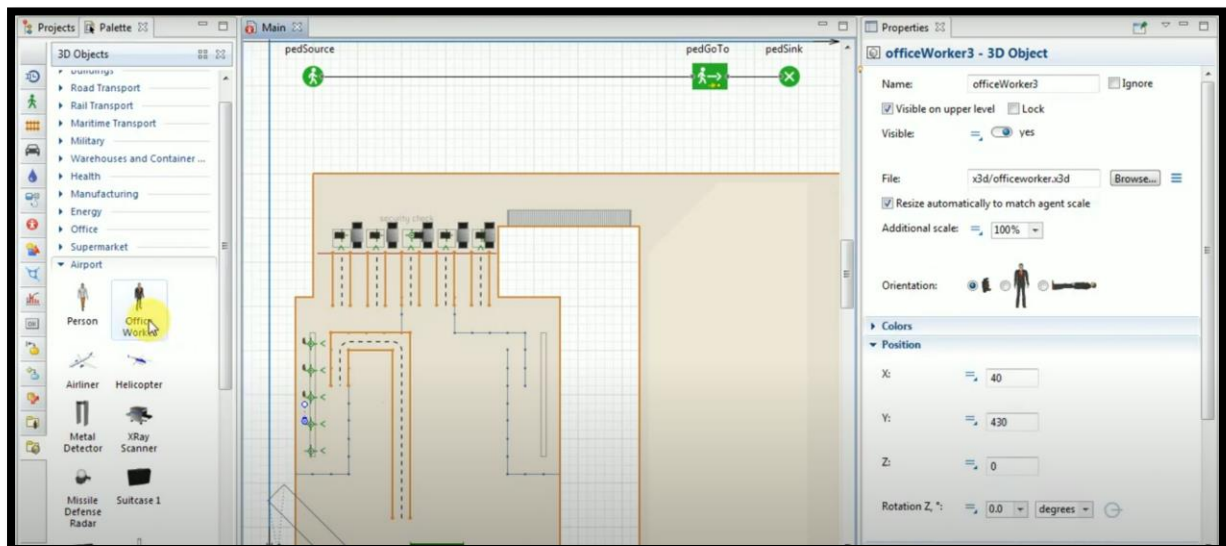 Projects
Palette
3D Objects
Buildings
Road Transport
Rail Transport
Maritime Transport
Military
Warehouses and Container ...
Health
Manufacturing
Energy
Office
Supermarket
Airport
Person
Office
Worker
Airliner
Helicopter
Metal
Detector
XRay
Scanner
Missile
Defense
Radar
Suitcase 1
Main
pedSource
pedGoTo
pedSink
security check
Properties
officeWorker3 - 3D Object
Name:
officeWorker3
Ignore
Visible on upper level
Lock
Visible:
yes
File:
x3d/officeworker.x3d
Browse...
Resize automatically to match agent scale
Additional scale:
100%
Orientation:
Colors
Position
X:
40
Y:
430
Z:
0
Rotation Z, °:
0.0
degrees